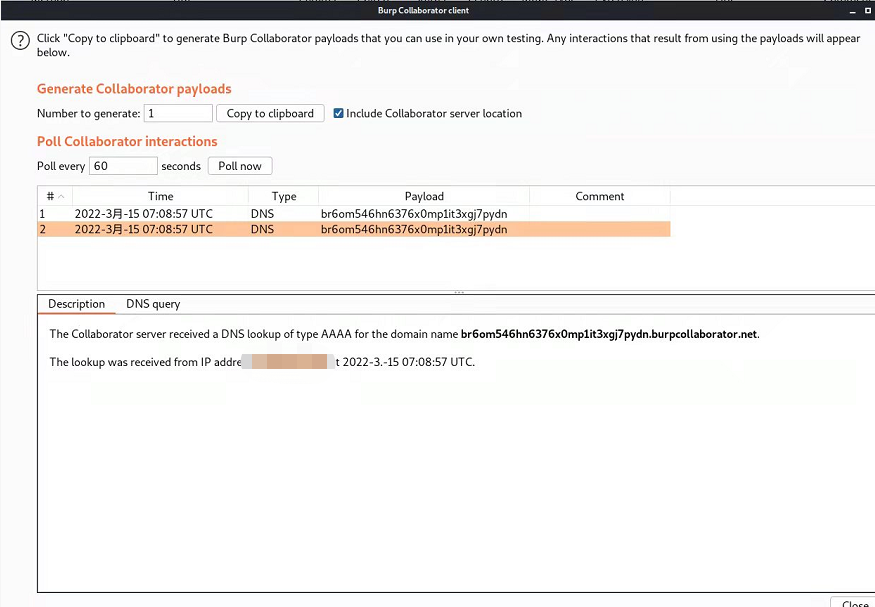 Burp Collaborator client
Click "Copy to clipboard" to generate Burp Collaborator payloads that you can use in your own testing. Any interactions that result from using the payloads will appear
below.
Generate Collaborator payloads
Number to generate: 1 Copy to clipboard Include Collaborator server location
Poll Collaborator interactions
Poll every 60 seconds Poll now
# Time Type Payload Comment
1 2022-3月-15 07:08:57 UTC DNS br6om546hn6376x0mp1it3xgj7pydn
2 2022-3月-15 07:08:57 UTC DNS br6om546hn6376x0mp1it3xgj7pydn
Description DNS query
The Collaborator server received a DNS lookup of type AAAA for the domain name br6om546hn6376x0mp1it3xgj7pydn.burpcollaborator.net.
The lookup was received from IP addre t 2022-3.-15 07:08:57 UTC.
Close